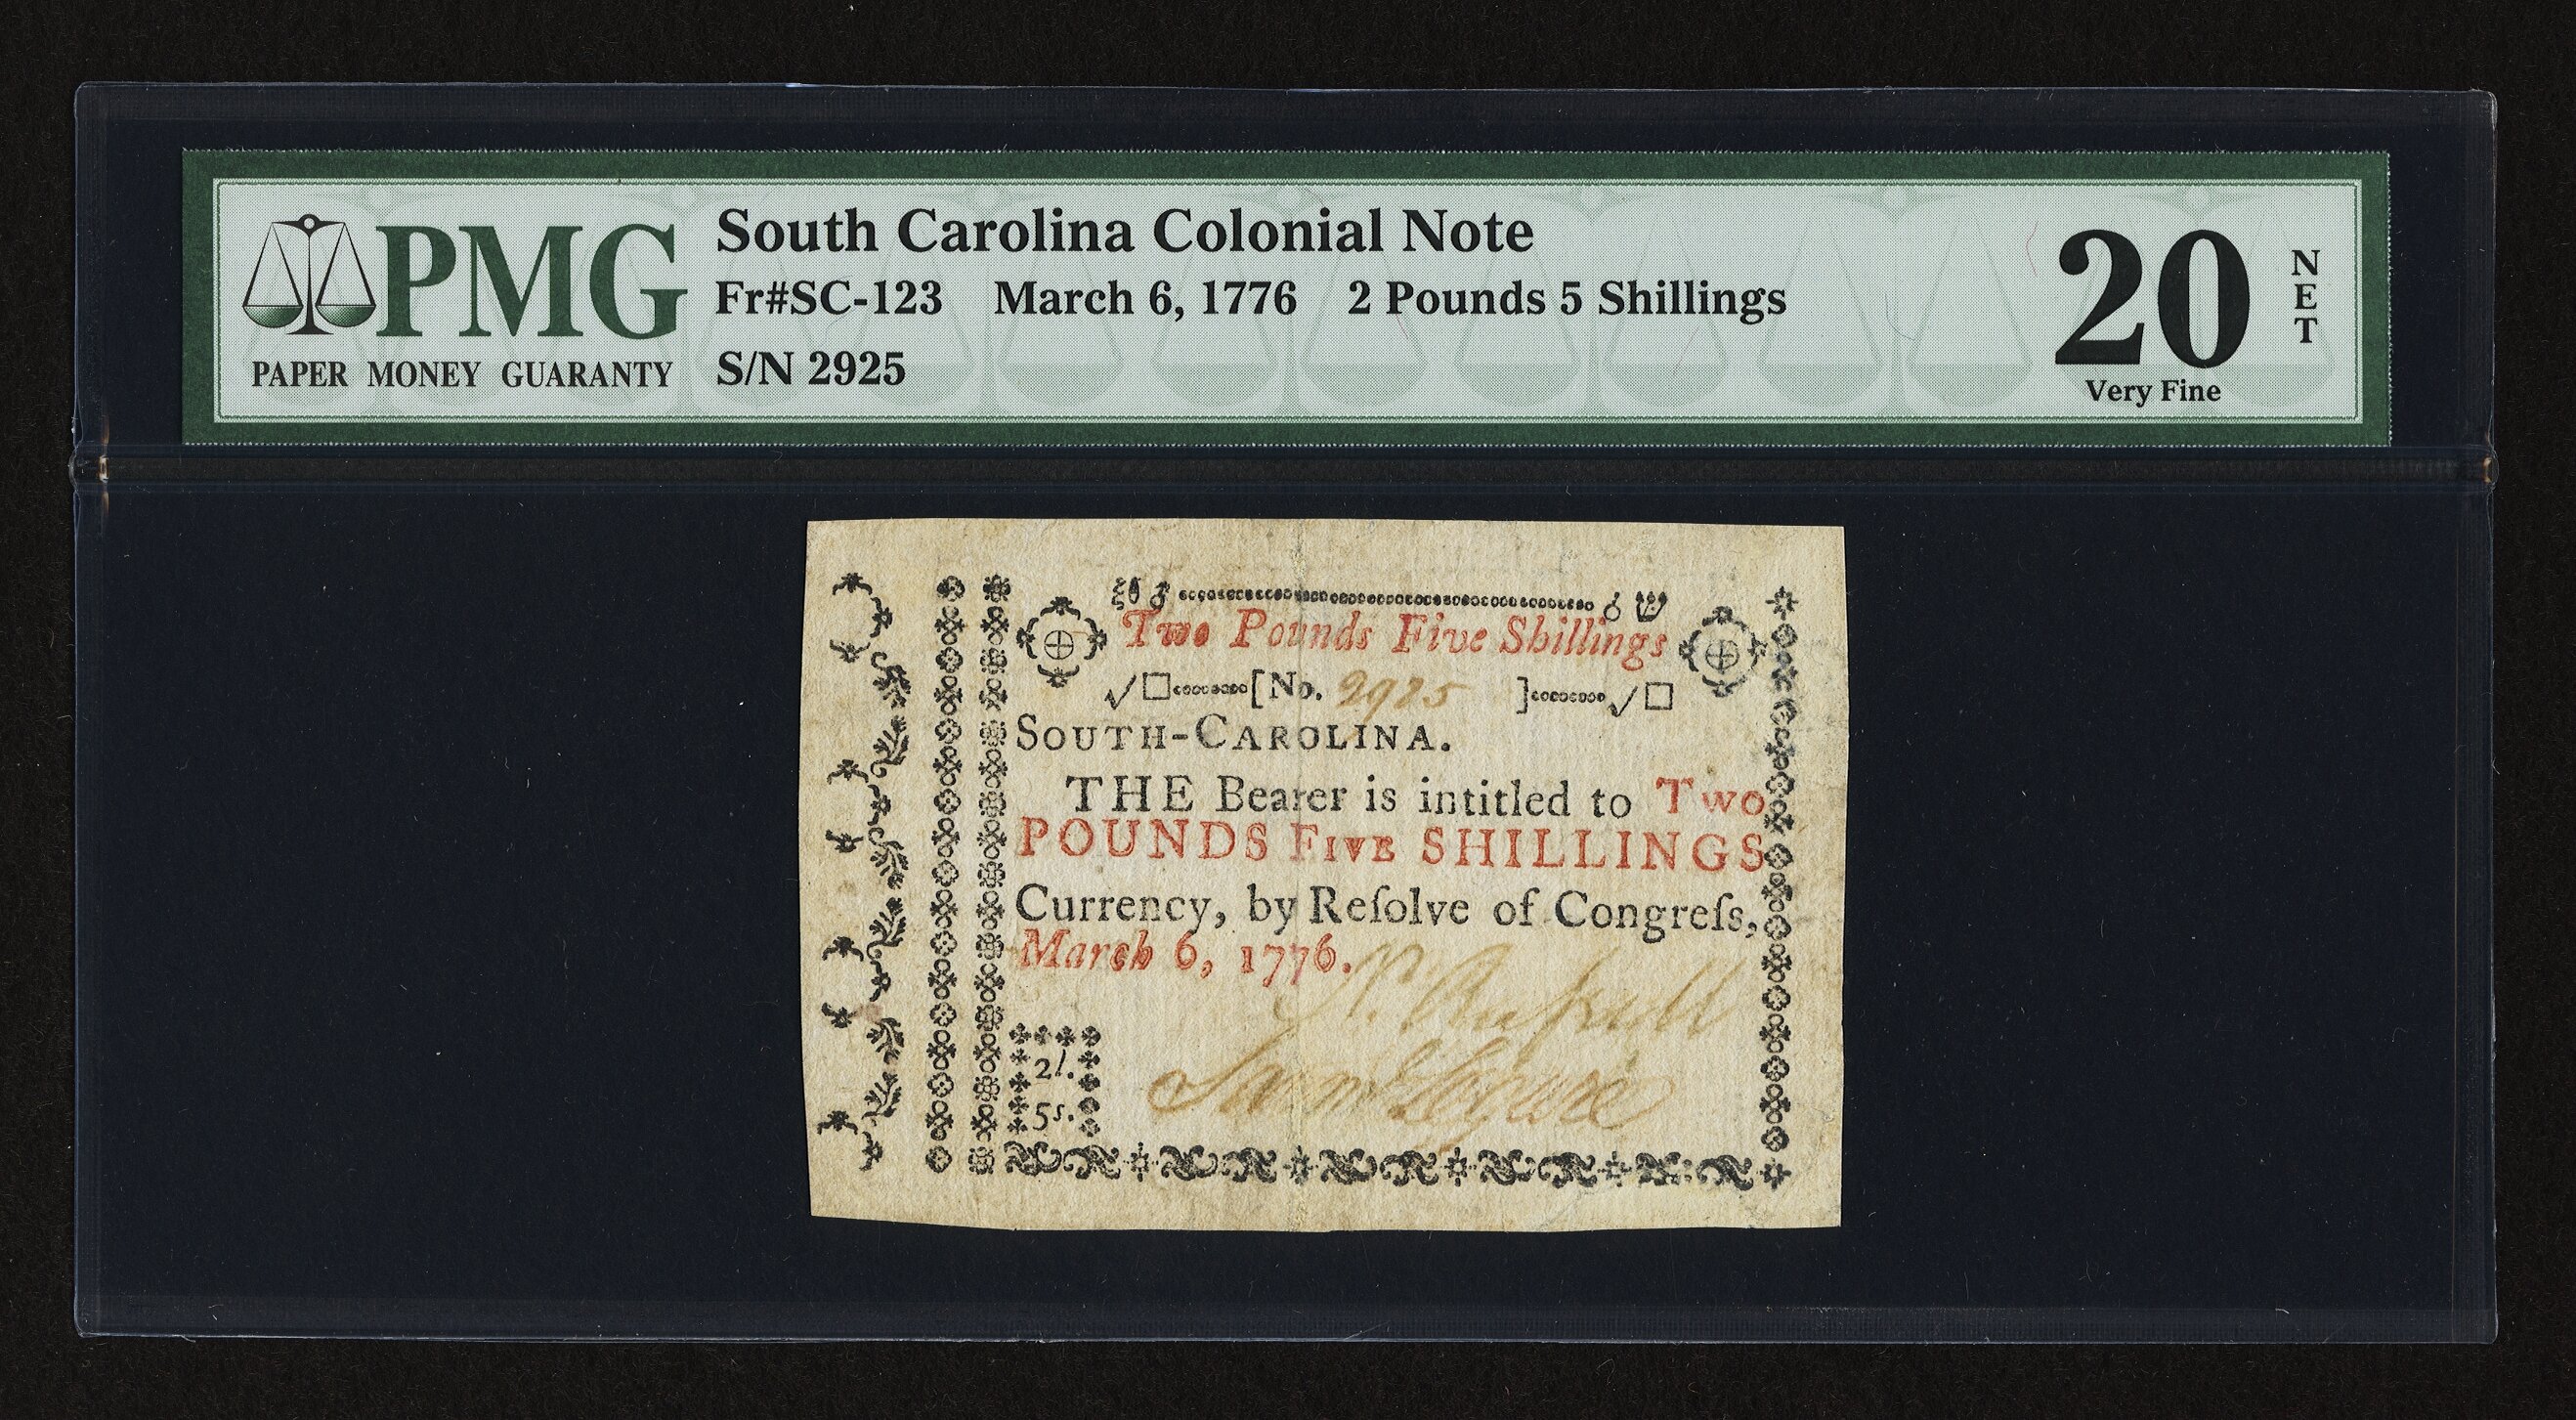 PMG
PAPER MONEY GUARANTY
South Carolina Colonial Note
Fr#SC-123 March 6, 1776 2 Pounds 5 Shillings
S/N 2925
20
NET
Very Fine
Two Pounds Five Shillings
[No. 2925 ]
SOUTH-CAROLINA.
THE Bearer is intitled to Two
POUNDS FIVE SHILLINGS
Currency, by Reſolve of Congreſs,
March 6, 1776.
2l.
5s.